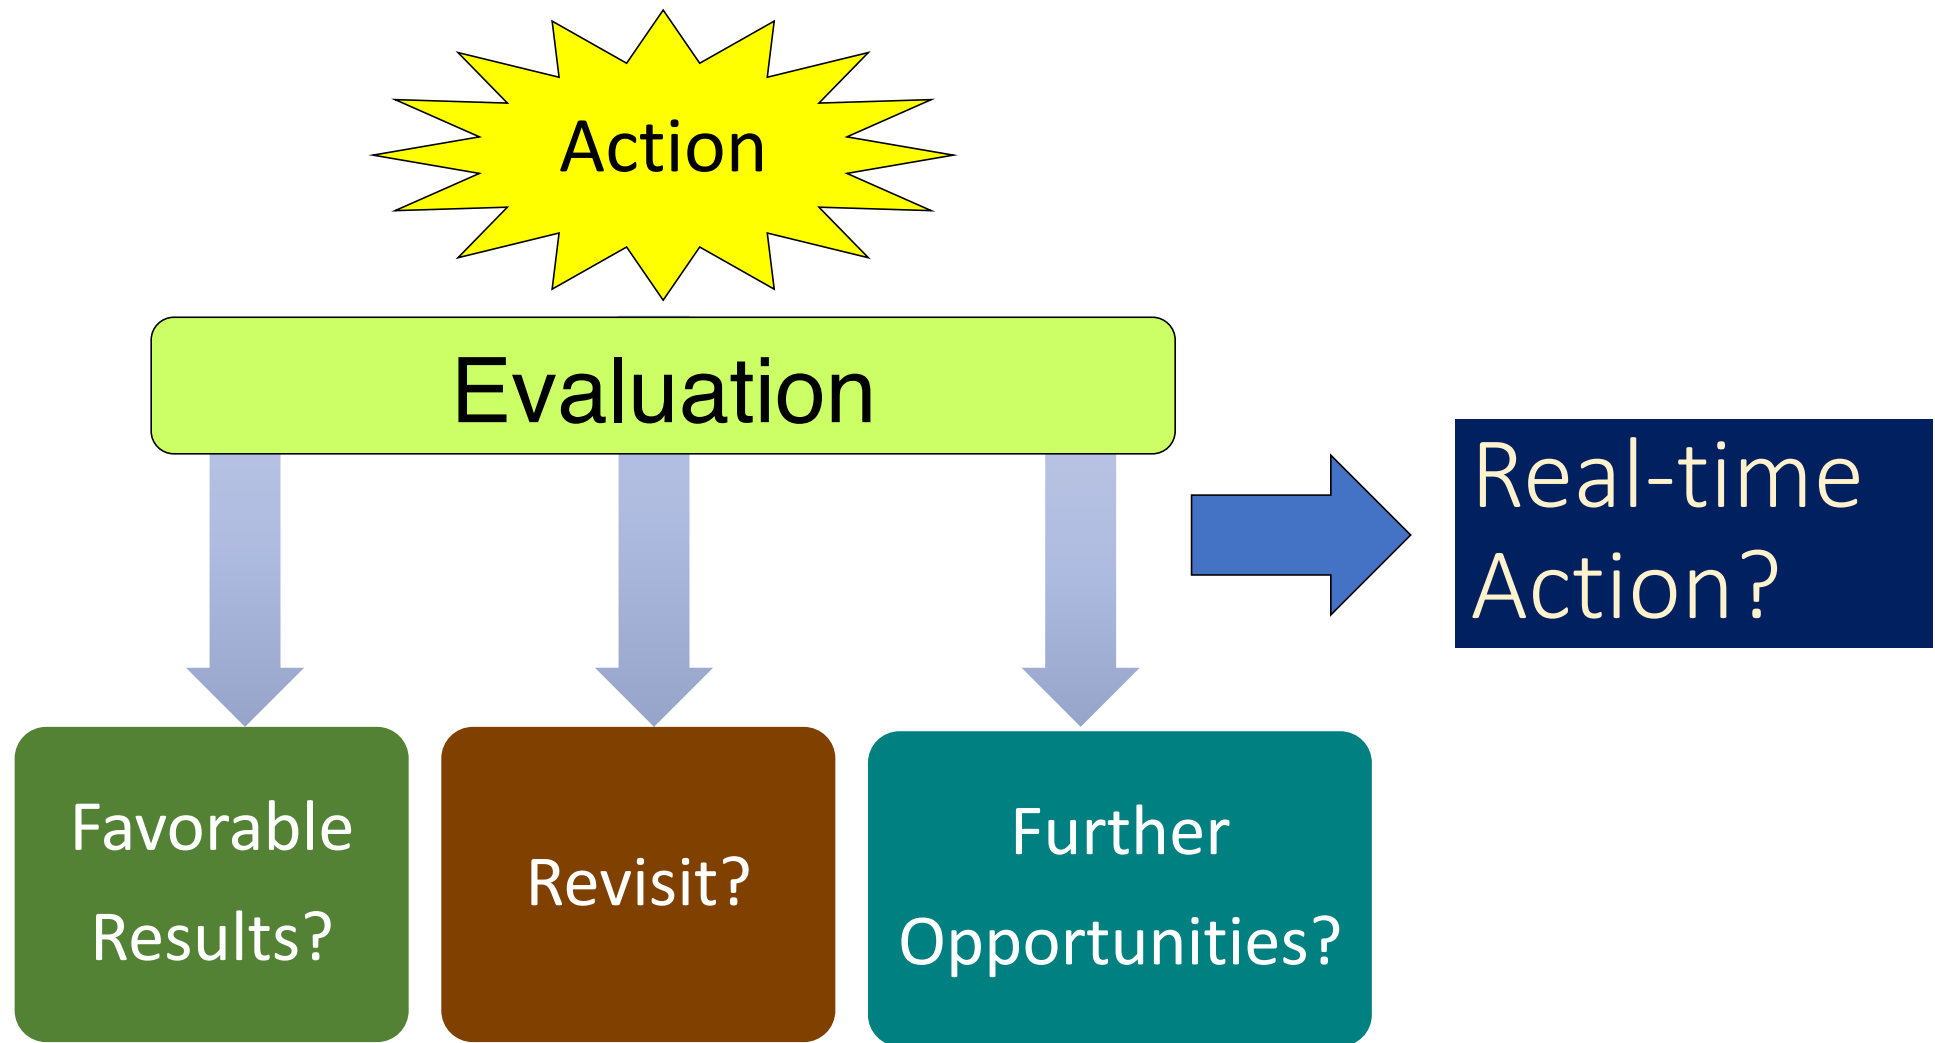 Action
Evaluation
Real-time
Action?
Favorable
Results?
Revisit?
Further
Opportunities?